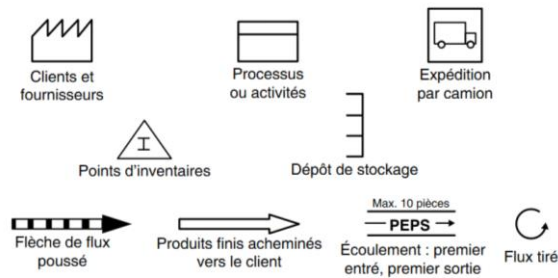 Clients et
fournisseurs
Processus
ou activités
Expédition
par camion
I
Points d'inventaires
Dépôt de stockage
Flèche de flux
poussé
Produits finis acheminés
vers le client
Max. 10 pièces
PEPS
Écoulement : premier
entré, premier sortie
Flux tiré